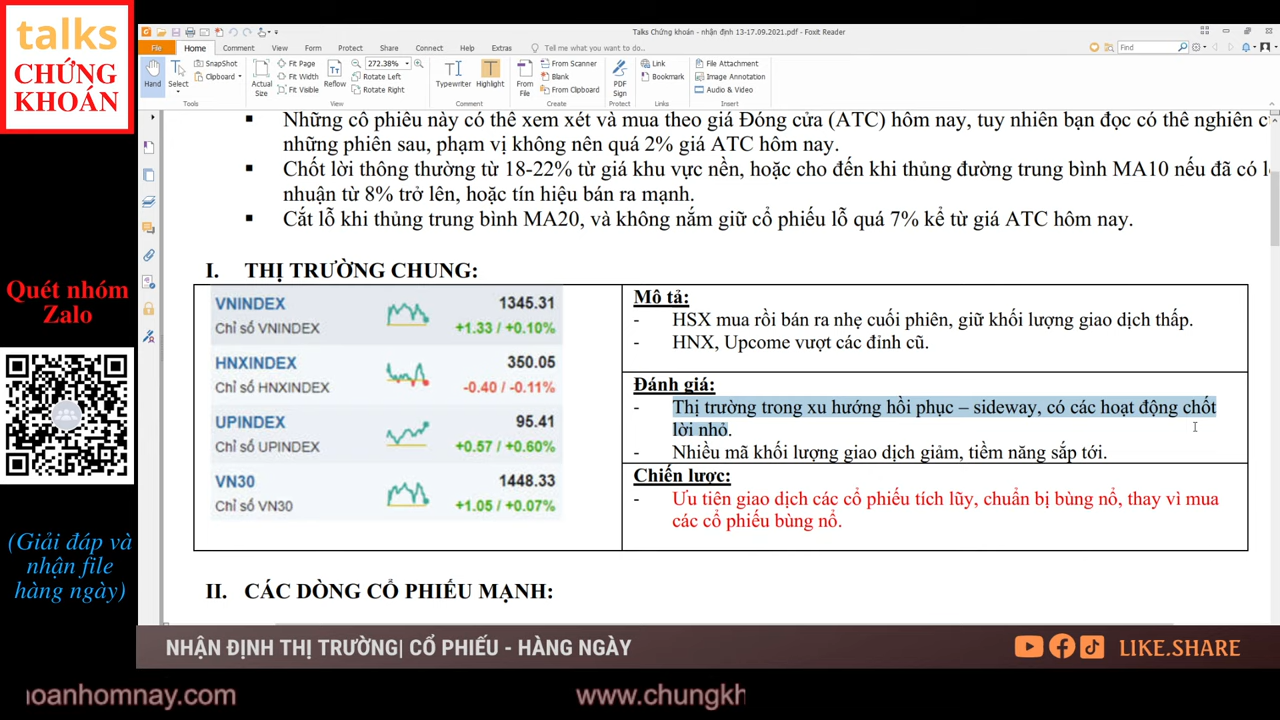 talks
CHỨNG
KHOÁN
Quét nhóm
Zalo
(Giải đáp và
nhận file
hàng ngày)
Talks Chứng khoán - nhận định 13-17.09.2021.pdf - Foxit Reader
File Home Comment View Form Protect Share Connect Help Extras Tell me what you want to do... Find
Hand
Select
SnapShot
Clipboard
Tools
Actual Size
Fit Page
Fit Width
Fit Visible
Reflow
272.38%
Rotate Left
Rotate Right
View
Typewriter
Highlight
Comment
From File
From Scanner
Blank
From Clipboard
Create
PDF Sign
Protect
Link
Bookmark
Links
File Attachment
Image Annotation
Audio & Video
Insert
Những cổ phiếu này có thể xem xét và mua theo giá Đóng cửa (ATC) hôm nay, tuy nhiên bạn đọc có thể nghiên c
những phiên sau, phạm vị không nên quá 2% giá ATC hôm nay.
Chốt lời thông thường từ 18-22% từ giá khu vực nền, hoặc cho đến khi thủng đường trung bình MA10 nếu đã có l
nhuận từ 8% trở lên, hoặc tín hiệu bán ra mạnh.
Cắt lỗ khi thủng trung bình MA20, và không nắm giữ cổ phiếu lỗ quá 7% kể từ giá ATC hôm nay.
I. THỊ TRƯỜNG CHUNG:
VNINDEX 1345.31
Chỉ số VNINDEX +1.33 / +0.10%
HNXINDEX 350.05
Chỉ số HNXINDEX -0.40 / -0.11%
UPINDEX 95.41
Chỉ số UPINDEX +0.57 / +0.60%
VN30 1448.33
Chỉ số VN30 +1.05 / +0.07%
Mô tả:
- HSX mua rồi bán ra nhẹ cuối phiên, giữ khối lượng giao dịch thấp.
- HNX, Upcome vượt các đỉnh cũ.
Đánh giá:
- Thị trường trong xu hướng hồi phục – sideway, có các hoạt động chốt
lời nhỏ.
- Nhiều mã khối lượng giao dịch giảm, tiềm năng sắp tới.
Chiến lược:
- Ưu tiên giao dịch các cổ phiếu tích lũy, chuẩn bị bùng nổ, thay vì mua
các cổ phiếu bùng nổ.
II. CÁC DÒNG CỔ PHIẾU MẠNH:
NHẬN ĐỊNH THỊ TRƯỜNG| CỔ PHIẾU - HÀNG NGÀY
LIKE.SHARE
oanhomnay.com www.chungkh